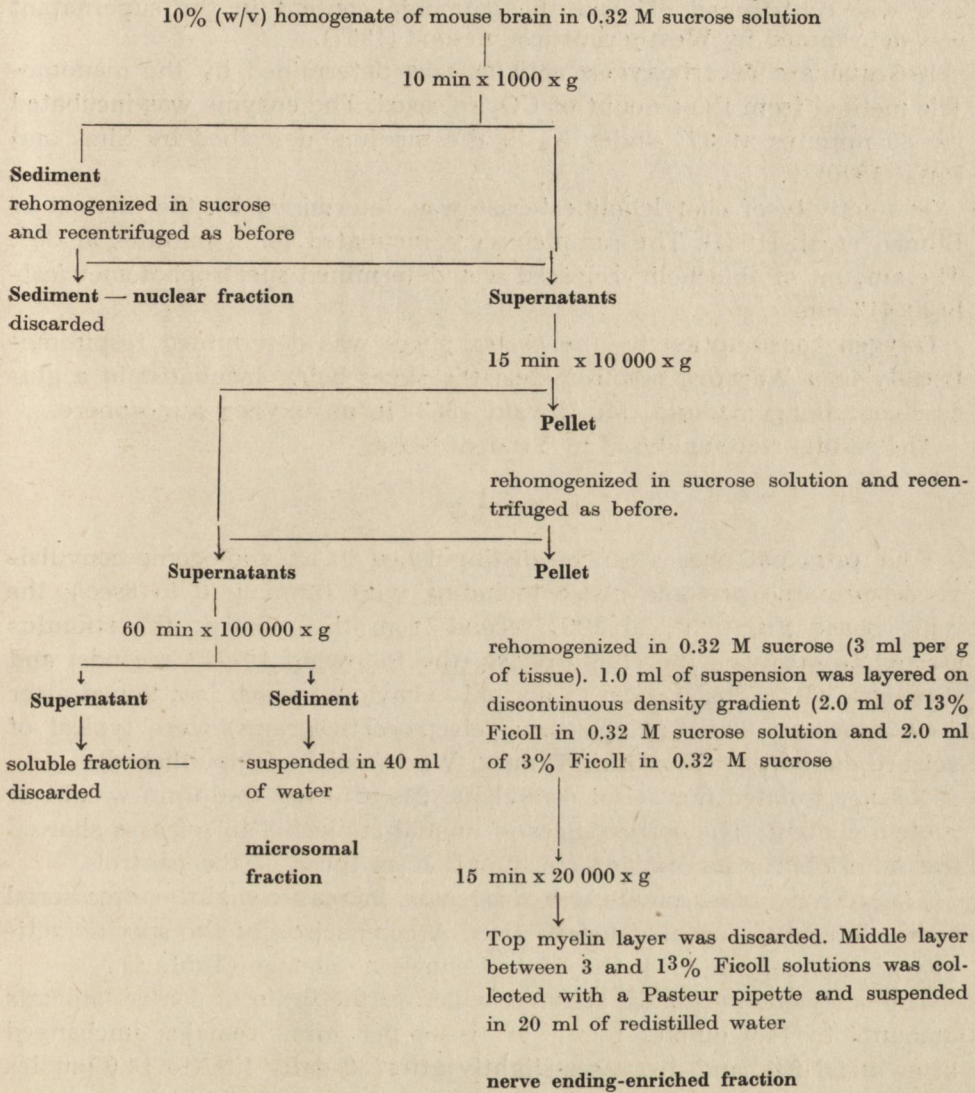 10% (w/v) homogenate of mouse brain in 0.32 M sucrose solution
10 min x 1000 x g
Sediment
rehomogenized in sucrose
and recentrifuged as before
Sediment — nuclear fraction
discarded
Supernatants
15 min x 10 000 x g
Pellet
rehomogenized in sucrose solution and recen-
trifuged as before.
Supernatants
Pellet
60 min x 100 000 x g
Supernatant
Sediment
soluble fraction —
discarded
suspended in 40 ml
of water
microsomal
fraction
rehomogenized in 0.32 M sucrose (3 ml per g
of tissue). 1.0 ml of suspension was layered on
discontinuous density gradient (2.0 ml of 13%
Ficoll in 0.32 M sucrose solution and 2.0 ml
of 3% Ficoll in 0.32 M sucrose
15 min x 20 000 x g
Top myelin layer was discarded. Middle layer
between 3 and 13% Ficoll solutions was col-
lected with a Pasteur pipette and suspended
in 20 ml of redistilled water
nerve ending-enriched fraction